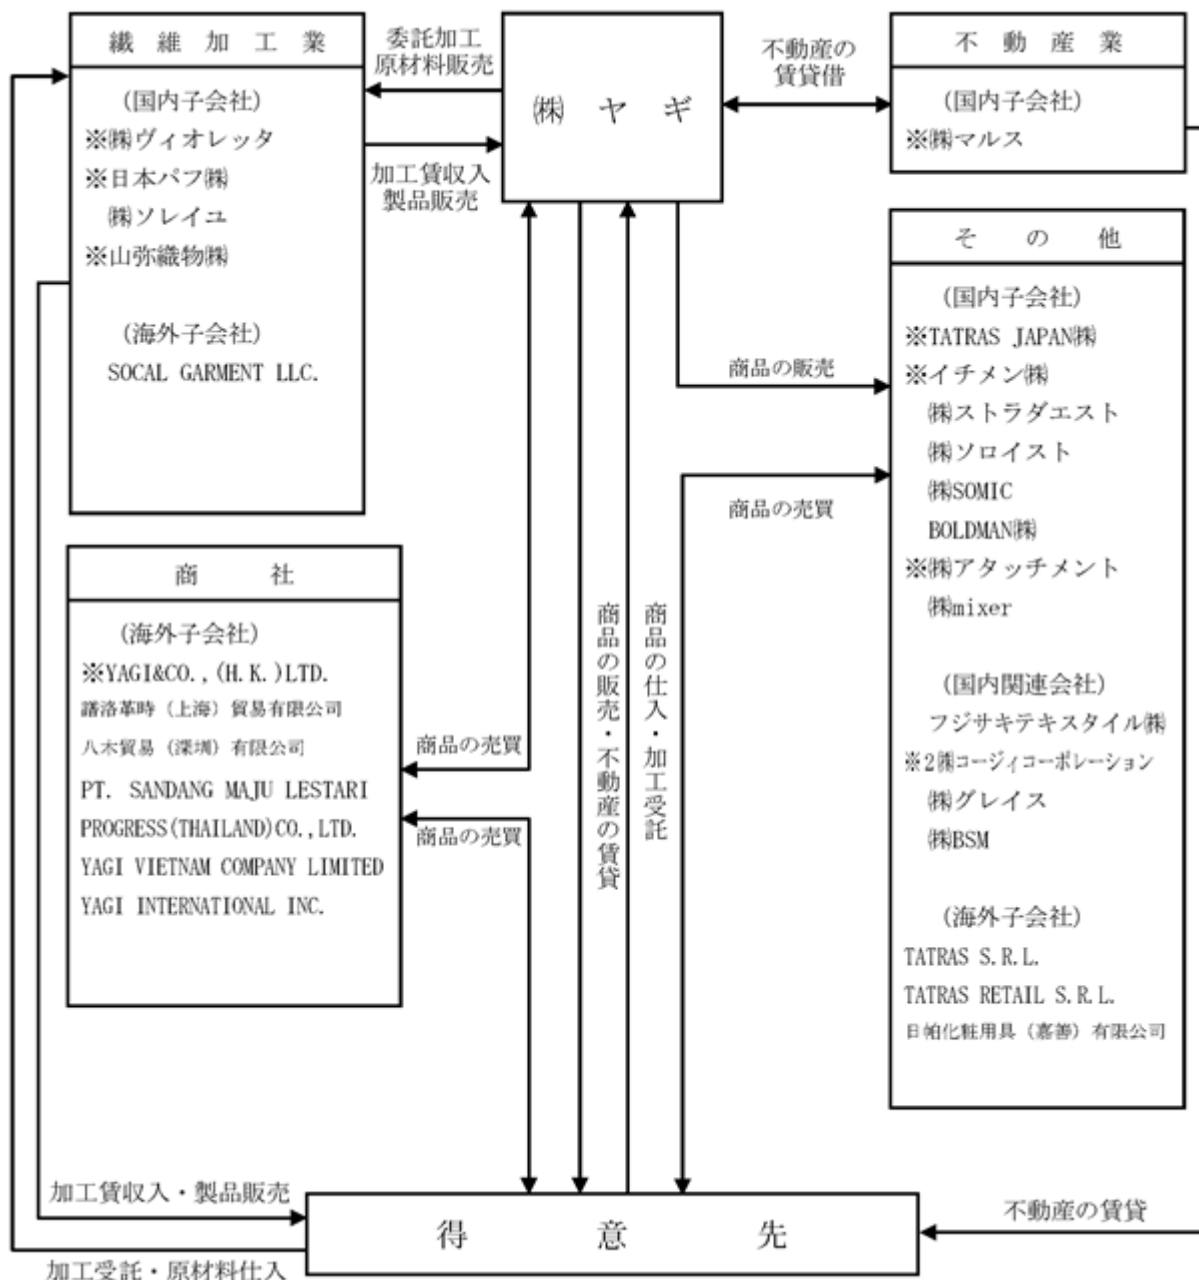 繊維加工業
(国内子会社)
※㈱ヴィオレッタ
※日本パフ㈱
㈱ソレイユ
※山弥織物㈱
(海外子会社)
SOCAL GARMENT LLC.
委託加工
原材料販売
加工賃収入
製品販売
㈱ヤギ
不動産の
賃貸借
不動産業
(国内子会社)
※㈱マルス
その他
(国内子会社)
※TATRAS JAPAN㈱
※イチメン㈱
㈱ストラダエスト
㈱ソロイスト
㈱SOMIC
BOLDMAN㈱
※㈱アタッチメント
㈱mixer
(国内関連会社)
フジサキテキスタイル㈱
※2㈱コージィコーポレーション
㈱グレイス
㈱BSM
(海外子会社)
TATRAS S.R.L.
TATRAS RETAIL S.R.L.
日帕化粧用具（嘉善）有限公司
商品の販売
商品の売買
商社
(海外子会社)
※YAGI&CO.,(H.K.)LTD.
譜洛革時（上海）貿易有限公司
八木貿易（深圳）有限公司
PT. SANDANG MAJU LESTARI
PROGRESS(THAILAND)CO.,LTD.
YAGI VIETNAM COMPANY LIMITED
YAGI INTERNATIONAL INC.
商品の売買
商品の売買
商品の販売・不動産の賃貸
商品の仕入・加工受託
加工賃収入・製品販売
加工受託・原材料仕入
得意先
不動産の賃貸